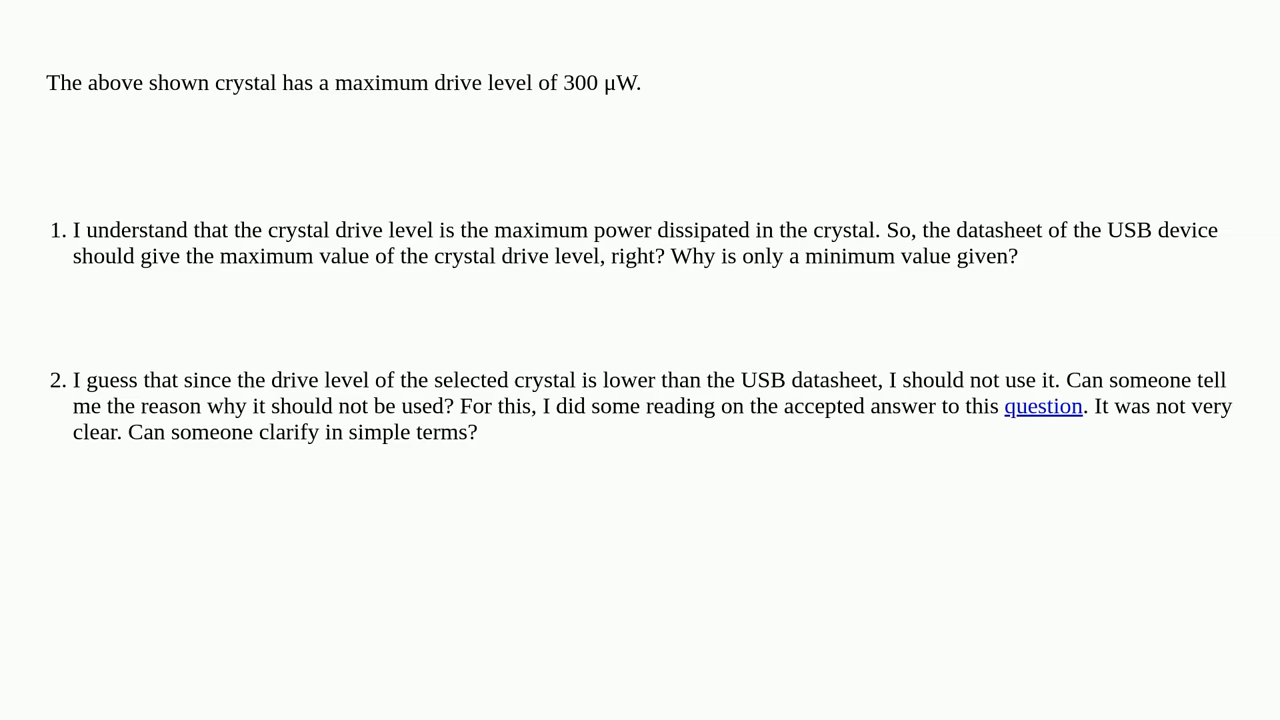 The above shown crystal has a maximum drive level of 300 μW.
1. I understand that the crystal drive level is the maximum power dissipated in the crystal. So, the datasheet of the USB device
should give the maximum value of the crystal drive level, right? Why is only a minimum value given?
2. I guess that since the drive level of the selected crystal is lower than the USB datasheet, I should not use it. Can someone tell
me the reason why it should not be used? For this, I did some reading on the accepted answer to this question. It was not very
clear. Can someone clarify in simple terms?